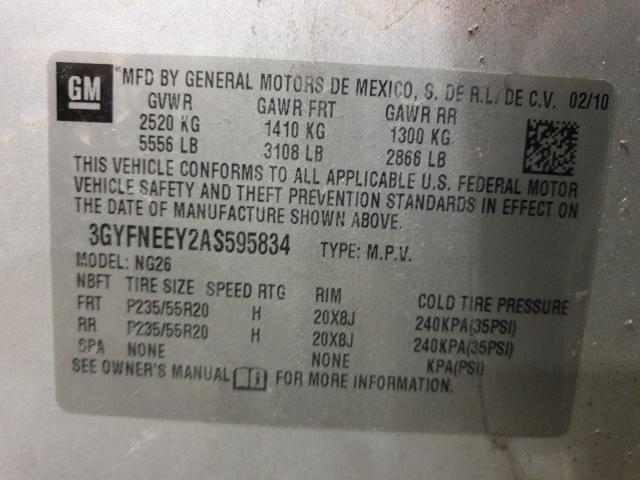 GM MFD BY GENERAL MOTORS DE MEXICO, S. DE R.L. DE C.V. 02/10
GVWR GAWR FRT GAWR RR
2520 KG 1410 KG 1300 KG
5556 LB 3108 LB 2866 LB
THIS VEHICLE CONFORMS TO ALL APPLICABLE U.S. FEDERAL MOTOR
VEHICLE SAFETY AND THEFT PREVENTION STANDARDS IN EFFECT ON
THE DATE OF MANUFACTURE SHOWN ABOVE.
3GYFNEEY2AS595834 TYPE: M.P.V.
MODEL: NG26
NBFT TIRE SIZE SPEED RTG RIM COLD TIRE PRESSURE
FRT P235/55R20 H 20X8J 240KPA(35PSI)
RR P235/55R20 H 20X8J 240KPA(35PSI)
SPA NONE NONE KPA(PSI)
SEE OWNER'S MANUAL i FOR MORE INFORMATION.